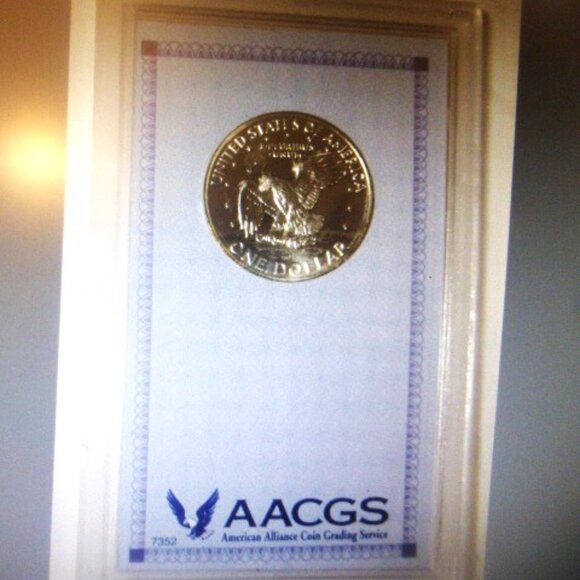 UNITED STATES OF AMERICA
E PLURIBUS
UNUM
ONE DOLLAR
AACGS
American Alliance Coin Grading Service
7352